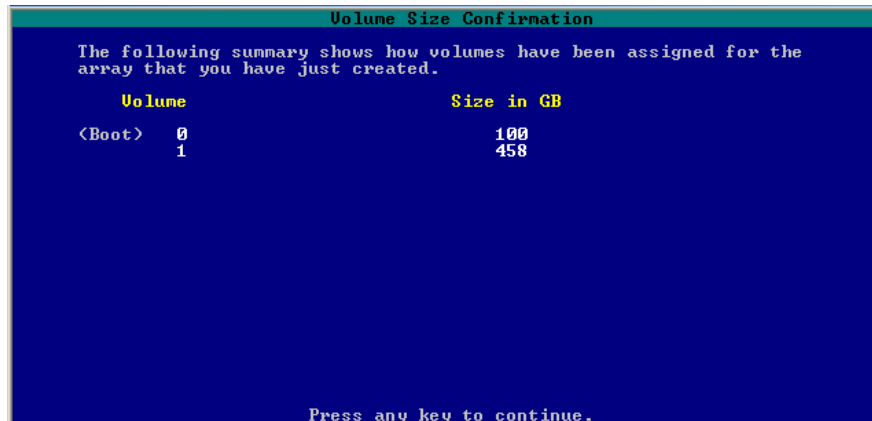 Volume Size Confirmation
The following summary shows how volumes have been assigned for the
array that you have just created.
Volume Size in GB
(Boot) 0 100
1 458
Press any key to continue.